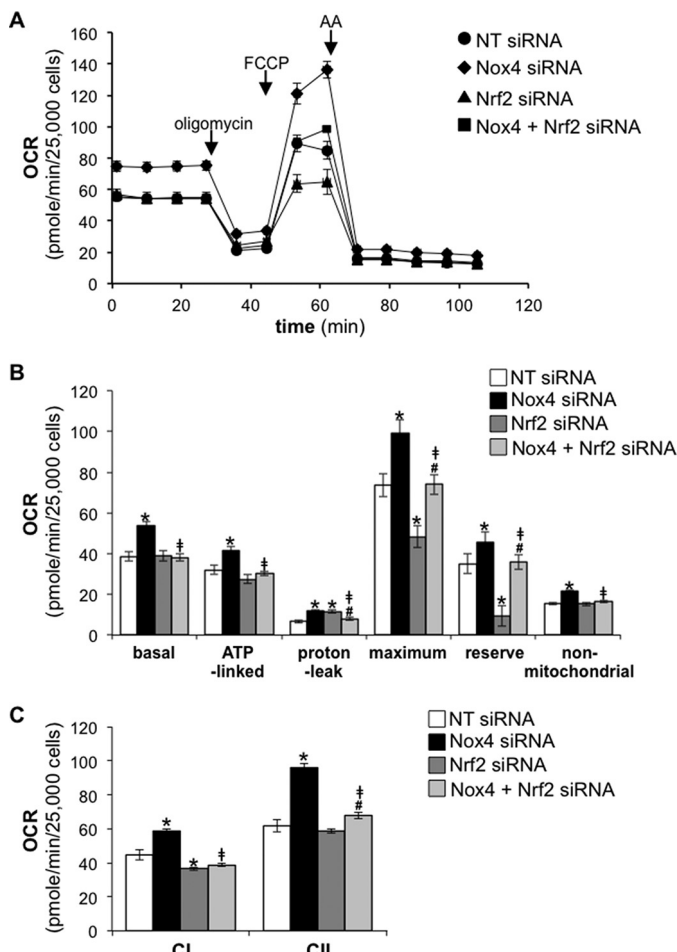 A
AA
160
NT siRNA
140
FCCP
Nox4 siRNA
120
Nrf2 siRNA
100
oligomycin
Nox4 + Nrf2 siRNA
80
60
40
20
0
OCR
(pmole/min/25,000 cells)
0 20 40 60 80 100 120
time (min)
B
NT siRNA
Nox4 siRNA
Nrf2 siRNA
Nox4 + Nrf2 siRNA
120
100
80
60
40
20
0
OCR
(pmole/min/25,000 cells)
*
‡
*
‡
* *
‡
#
*
*
‡
#
*
*
‡
#
*
‡
basal ATP proton maximum reserve non-
-linked -leak mitochondrial
C
NT siRNA
Nox4 siRNA
Nrf2 siRNA
Nox4 + Nrf2 siRNA
120
100
80
60
40
20
0
OCR
(pmole/min/25,000 cells)
*
*
‡
*
‡
#
CI CII